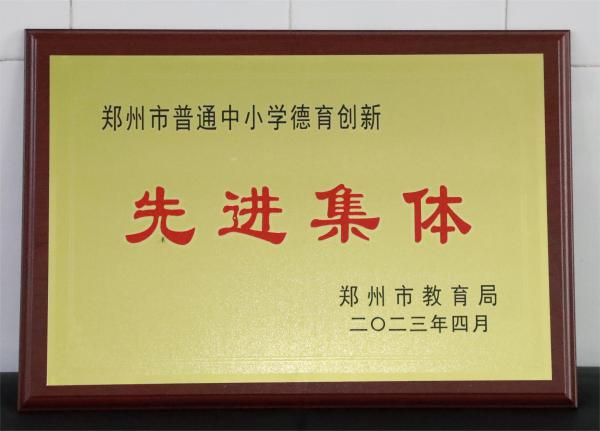 郑州市普通中小学德育创新
先进集体
郑州市教育局
二〇二三年四月